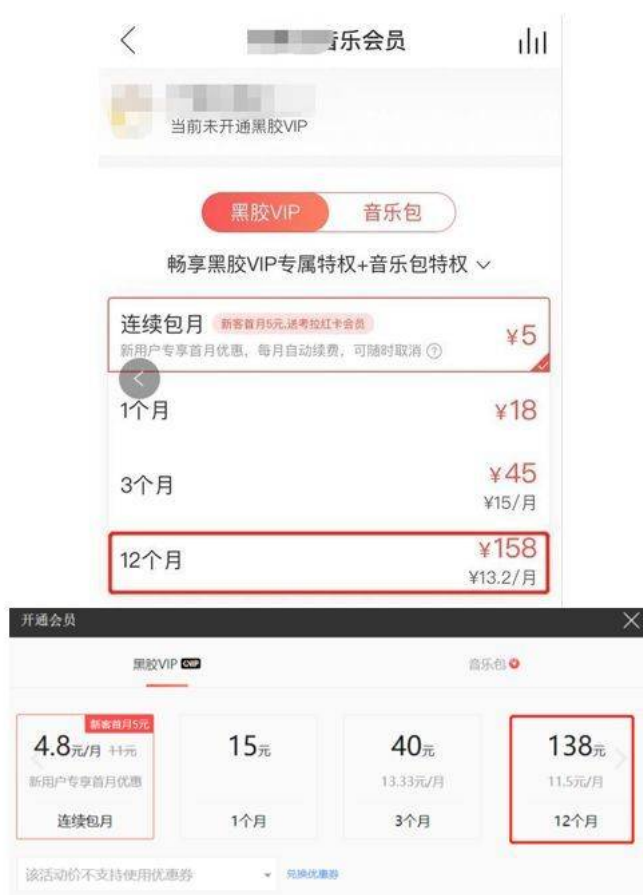 音乐会员
当前未开通黑胶VIP
黑胶VIP
音乐包
畅享黑胶VIP专属特权+音乐包特权
连续包月 新客首月5元,送考拉红卡会员
¥5
新用户专享首月优惠，每月自动续费，可随时取消 ?
1个月
¥18
3个月
¥45
¥15/月
12个月
¥158
¥13.2/月
开通会员
黑胶VIP
音乐包
新客首月5元
4.8元/月 11元
新用户专享首月优惠
连续包月
15元
1个月
40元
13.33元/月
3个月
138元
11.5元/月
12个月
该活动价不支持使用优惠券
兑换优惠券